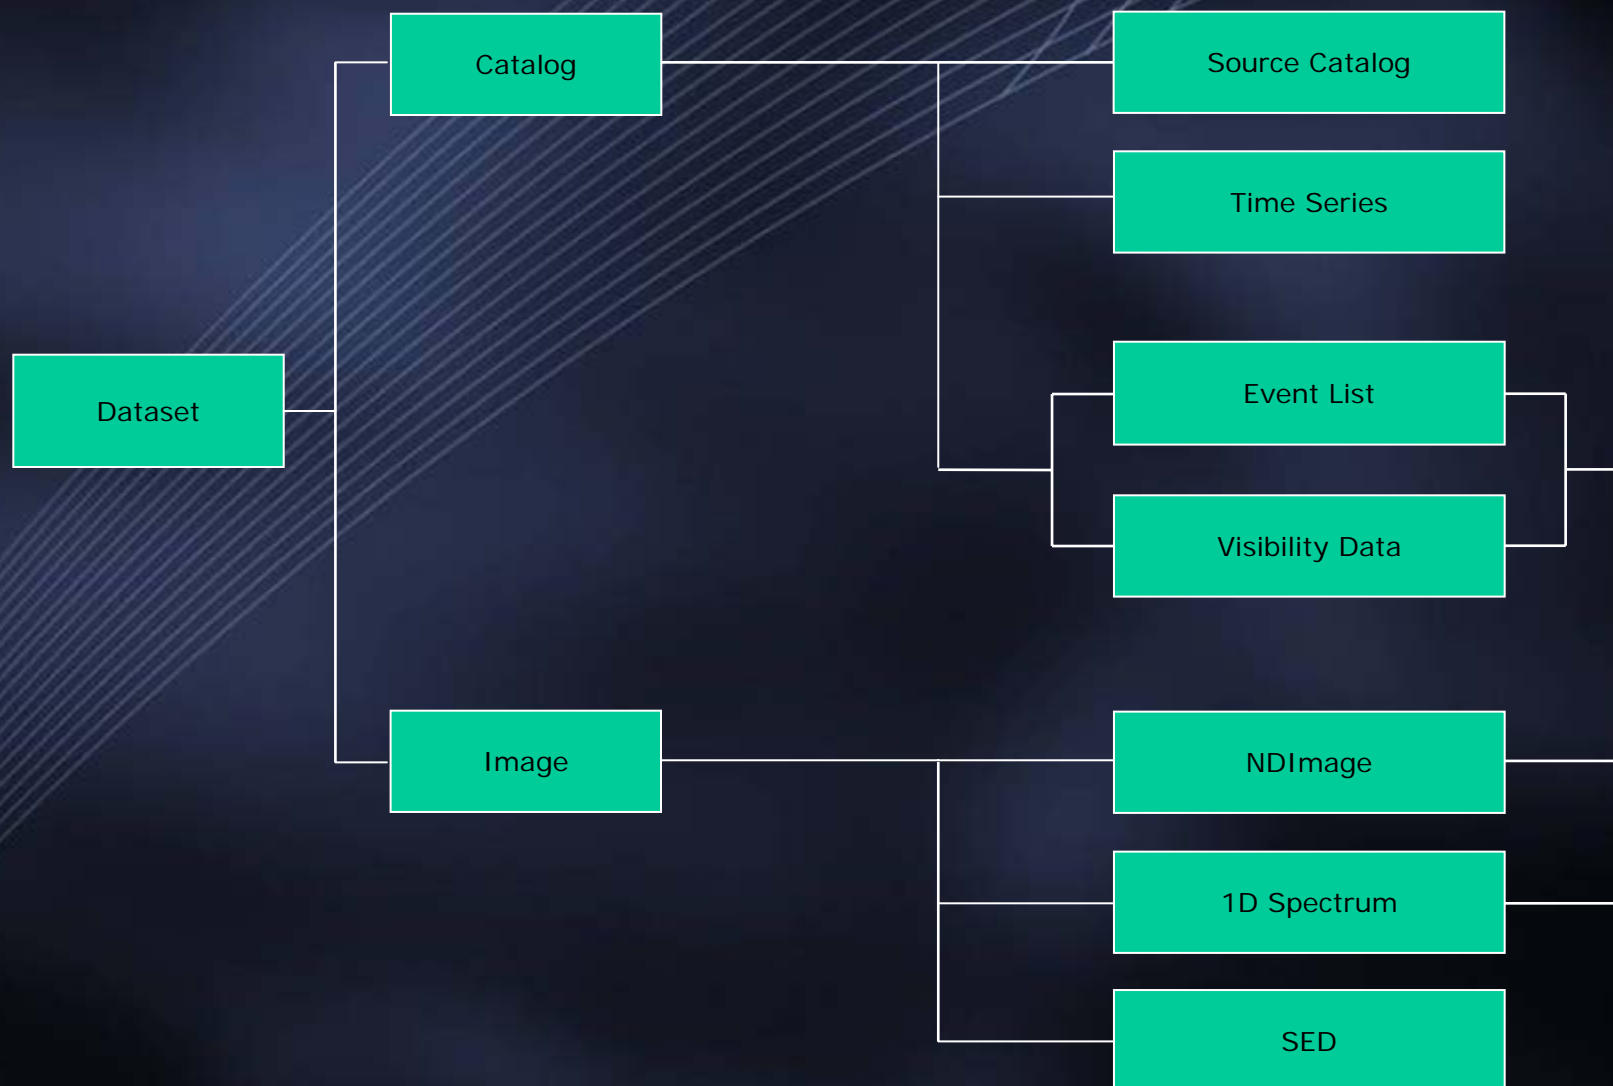 Catalog
Source Catalog
Time Series
Dataset
Event List
Visibility Data
Image
NDImage
1D Spectrum
SED